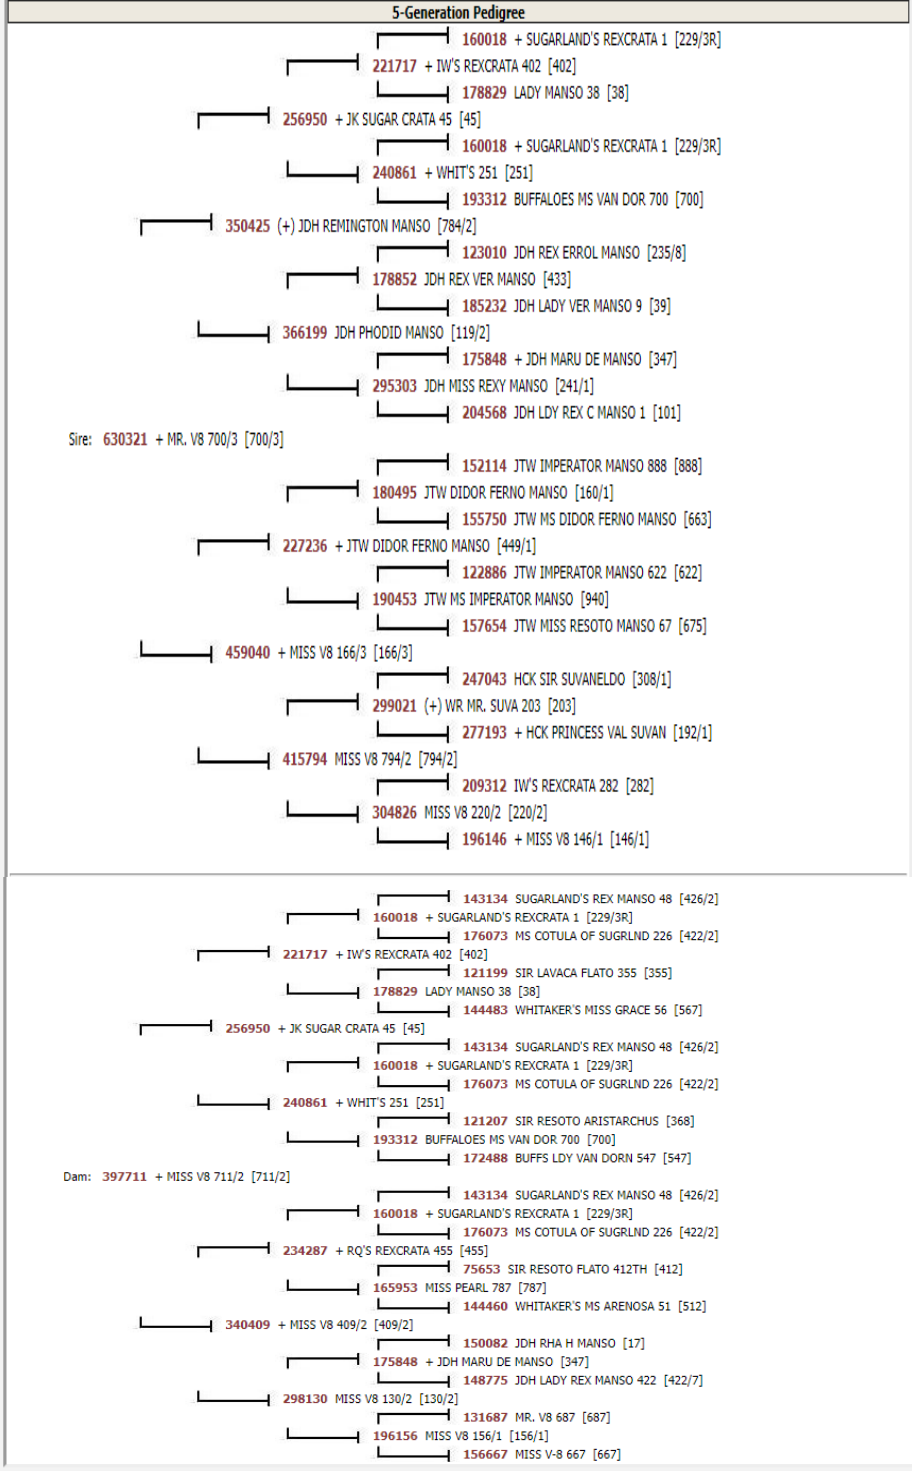 5-Generation Pedigree
160018 + SUGARLAND'S REXCRATA 1 [229/3R]
221717 + IW'S REXCRATA 402 [402]
178829 LADY MANSO 38 [38]
256950 + JK SUGAR CRATA 45 [45]
160018 + SUGARLAND'S REXCRATA 1 [229/3R]
240861 + WHIT'S 251 [251]
193312 BUFFALOES MS VAN DOR 700 [700]
350425 (+) JDH REMINGTON MANSO [784/2]
123010 JDH REX ERROL MANSO [235/8]
178852 JDH REX VER MANSO [433]
185232 JDH LADY VER MANSO 9 [39]
366199 JDH PHODID MANSO [119/2]
175848 + JDH MARU DE MANSO [347]
295303 JDH MISS REXY MANSO [241/1]
204568 JDH LDY REX C MANSO 1 [101]
Sire: 630321 + MR. V8 700/3 [700/3]
152114 JTW IMPERATOR MANSO 888 [888]
180495 JTW DIDOR FERNO MANSO [160/1]
155750 JTW MS DIDOR FERNO MANSO [663]
227236 + JTW DIDOR FERNO MANSO [449/1]
122886 JTW IMPERATOR MANSO 622 [622]
190453 JTW MS IMPERATOR MANSO [940]
157654 JTW MISS RESOTO MANSO 67 [675]
459040 + MISS V8 166/3 [166/3]
247043 HCK SIR SUVANELDO [308/1]
299021 (+) WR MR. SUVA 203 [203]
277193 + HCK PRINCESS VAL SUVAN [192/1]
415794 MISS V8 794/2 [794/2]
209312 IW'S REXCRATA 282 [282]
304826 MISS V8 220/2 [220/2]
196146 + MISS V8 146/1 [146/1]
143134 SUGARLAND'S REX MANSO 48 [426/2]
160018 + SUGARLAND'S REXCRATA 1 [229/3R]
176073 MS COTULA OF SUGRLND 226 [422/2]
221717 + IW'S REXCRATA 402 [402]
121199 SIR LAVACA FLATO 355 [355]
178829 LADY MANSO 38 [38]
144483 WHITAKER'S MISS GRACE 56 [567]
256950 + JK SUGAR CRATA 45 [45]
143134 SUGARLAND'S REX MANSO 48 [426/2]
160018 + SUGARLAND'S REXCRATA 1 [229/3R]
176073 MS COTULA OF SUGRLND 226 [422/2]
240861 + WHIT'S 251 [251]
121207 SIR RESOTO ARISTARCHUS [368]
193312 BUFFALOES MS VAN DOR 700 [700]
172488 BUFFS LDY VAN DORN 547 [547]
Dam: 397711 + MISS V8 711/2 [711/2]
143134 SUGARLAND'S REX MANSO 48 [426/2]
160018 + SUGARLAND'S REXCRATA 1 [229/3R]
176073 MS COTULA OF SUGRLND 226 [422/2]
234287 + RQ'S REXCRATA 455 [455]
75653 SIR RESOTO FLATO 412TH [412]
165953 MISS PEARL 787 [787]
144460 WHITAKER'S MS ARENOSA 51 [512]
340409 + MISS V8 409/2 [409/2]
150082 JDH RHA H MANSO [17]
175848 + JDH MARU DE MANSO [347]
148775 JDH LADY REX MANSO 422 [422/7]
298130 MISS V8 130/2 [130/2]
131687 MR. V8 687 [687]
196156 MISS V8 156/1 [156/1]
156667 MISS V-8 667 [667]